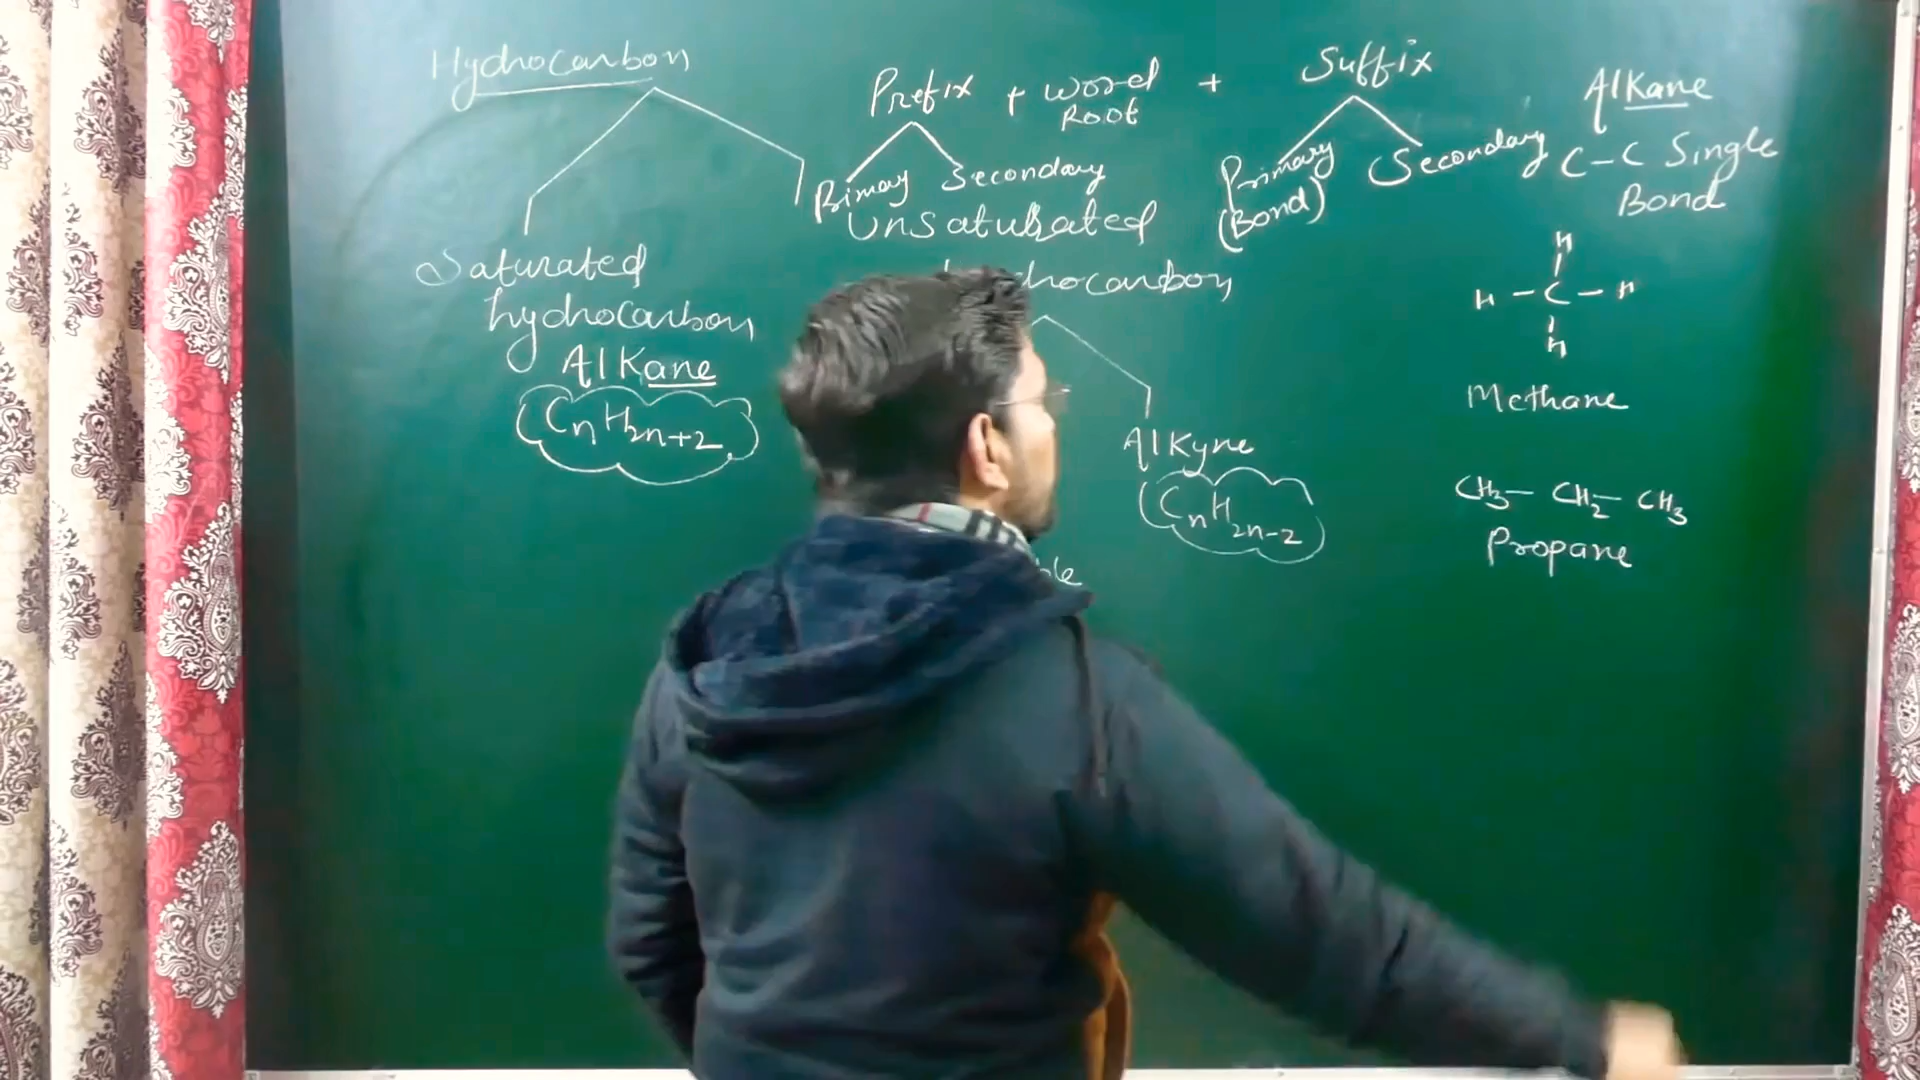 Hydrocarbon
Saturated
hydrocarbon
Alkane
CnH2n+2
Prefix + word + Suffix
Root
Primary Secondary
Unsaturated
Primary Secondary
(Bond)
Alkyne
CnH2n-2
Alkane
C-C Single
Bond
H
H - C - H
H
Methane
CH3- CH2- CH3
Propane